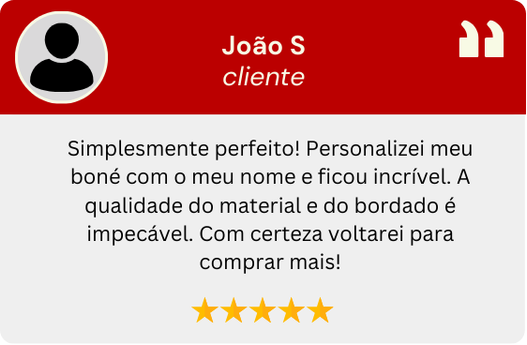 João S
cliente
Simplesmente perfeito! Personalizei meu
boné com o meu nome e ficou incrível. A
qualidade do material e do bordado é
impecável. Com certeza voltarei para
comprar mais!